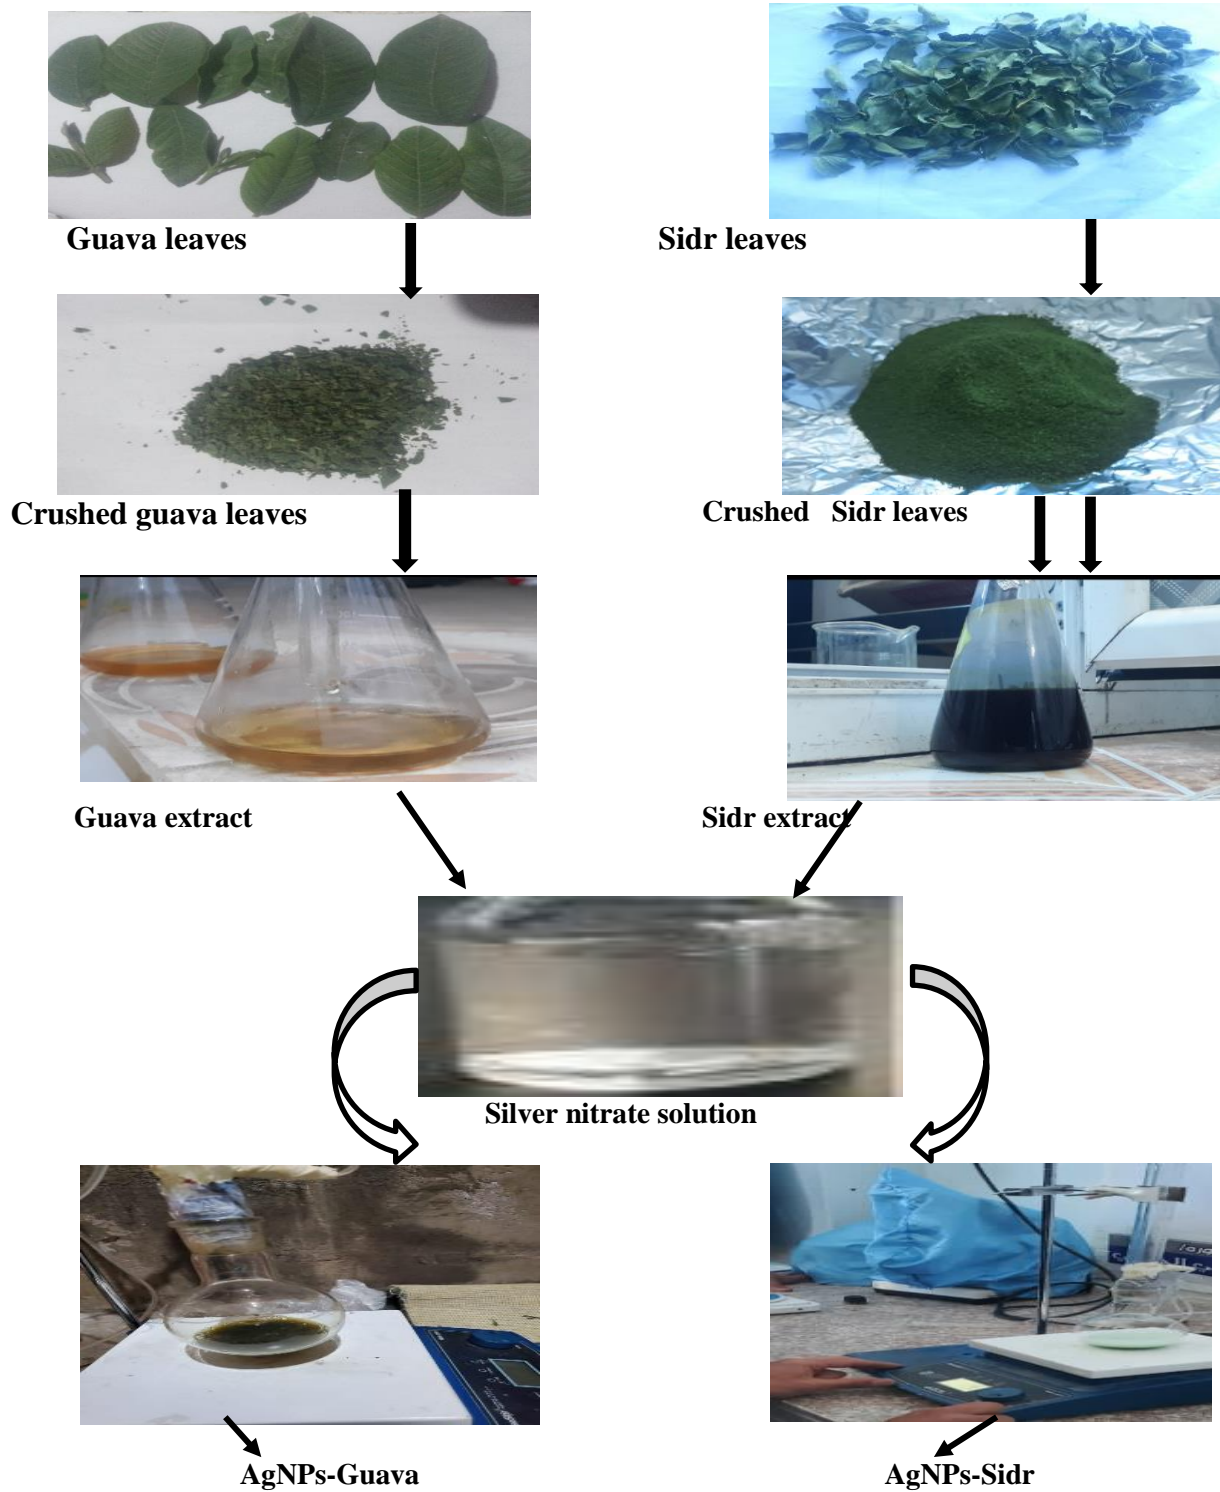 Guava leaves
Sidr leaves
Crushed guava leaves
Crushed Sidr leaves
Guava extract
Sidr extract
Silver nitrate solution
AgNPs-Guava
AgNPs-Sidr